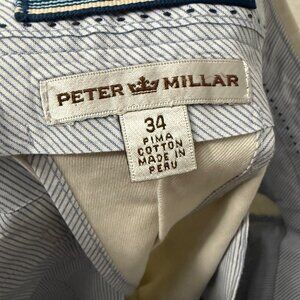 PETER MILLAR
34
PIMA
COTTON
MADE IN
PERU